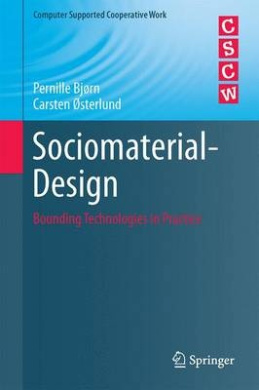 Computer Supported Cooperative Work
C
S
C
W
Pernille Bjørn
Carsten Østerlund
Sociomaterial-
Design
Bounding Technologies in Practice
Springer